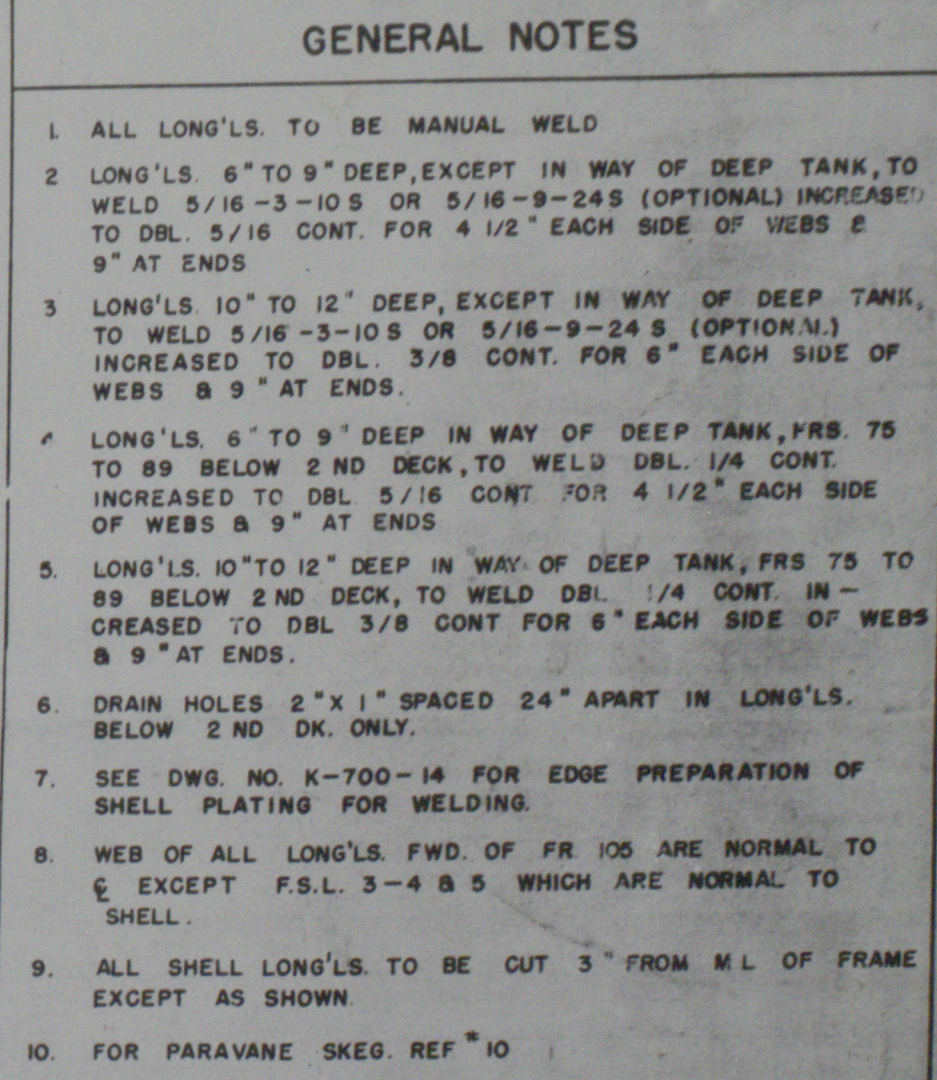 GENERAL NOTES
1. ALL LONG'LS. TO BE MANUAL WELD
2 LONG'LS. 6" TO 9" DEEP, EXCEPT IN WAY OF DEEP TANK, TO
WELD 5/16-3-10 S OR 5/16-9-24 S (OPTIONAL) INCREASED
TO DBL. 5/16 CONT. FOR 4 1/2" EACH SIDE OF WEBS &
9" AT ENDS
3 LONG'LS. 10" TO 12" DEEP, EXCEPT IN WAY OF DEEP TANK,
TO WELD 5/16-3-10 S OR 5/16-9-24 S (OPTIONAL)
INCREASED TO DBL. 3/8 CONT. FOR 6" EACH SIDE OF
WEBS & 9" AT ENDS.
LONG'LS. 6" TO 9" DEEP IN WAY OF DEEP TANK, FRS. 75
TO 89 BELOW 2 ND DECK, TO WELD DBL. 1/4 CONT.
INCREASED TO DBL 5/16 CONT FOR 4 1/2" EACH SIDE
OF WEBS & 9" AT ENDS
5. LONG'LS. 10" TO 12" DEEP IN WAY OF DEEP TANK, FRS 75 TO
89 BELOW 2 ND DECK, TO WELD DBL. 1/4 CONT. IN-
CREASED TO DBL 3/8 CONT FOR 6" EACH SIDE OF WEBS
& 9" AT ENDS.
6. DRAIN HOLES 2" X 1" SPACED 24" APART IN LONG'LS.
BELOW 2 ND DK. ONLY.
7. SEE DWG. NO. K-700-14 FOR EDGE PREPARATION OF
SHELL PLATING FOR WELDING.
8. WEB OF ALL LONG'LS. FWD. OF FR 105 ARE NORMAL TO
℄ EXCEPT F.S.L. 3-4 & 5 WHICH ARE NORMAL TO
SHELL.
9. ALL SHELL LONG'LS. TO BE CUT 3" FROM M L OF FRAME
EXCEPT AS SHOWN.
10. FOR PARAVANE SKEG. REF #10